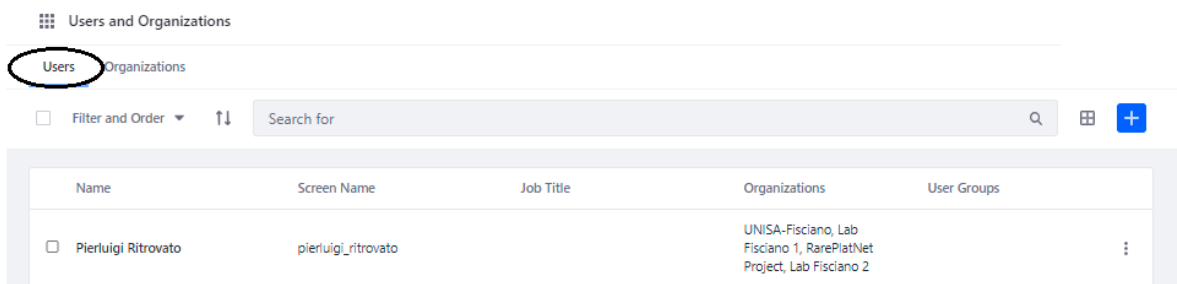 Users and Organizations
Users Organizations
Filter and Order Search for
Name Screen Name Job Title Organizations User Groups
Pierluigi Ritrovato pierluigi_ritrovato UNISA-Fisciano, Lab
Fisciano 1, RarePlatNet
Project, Lab Fisciano 2